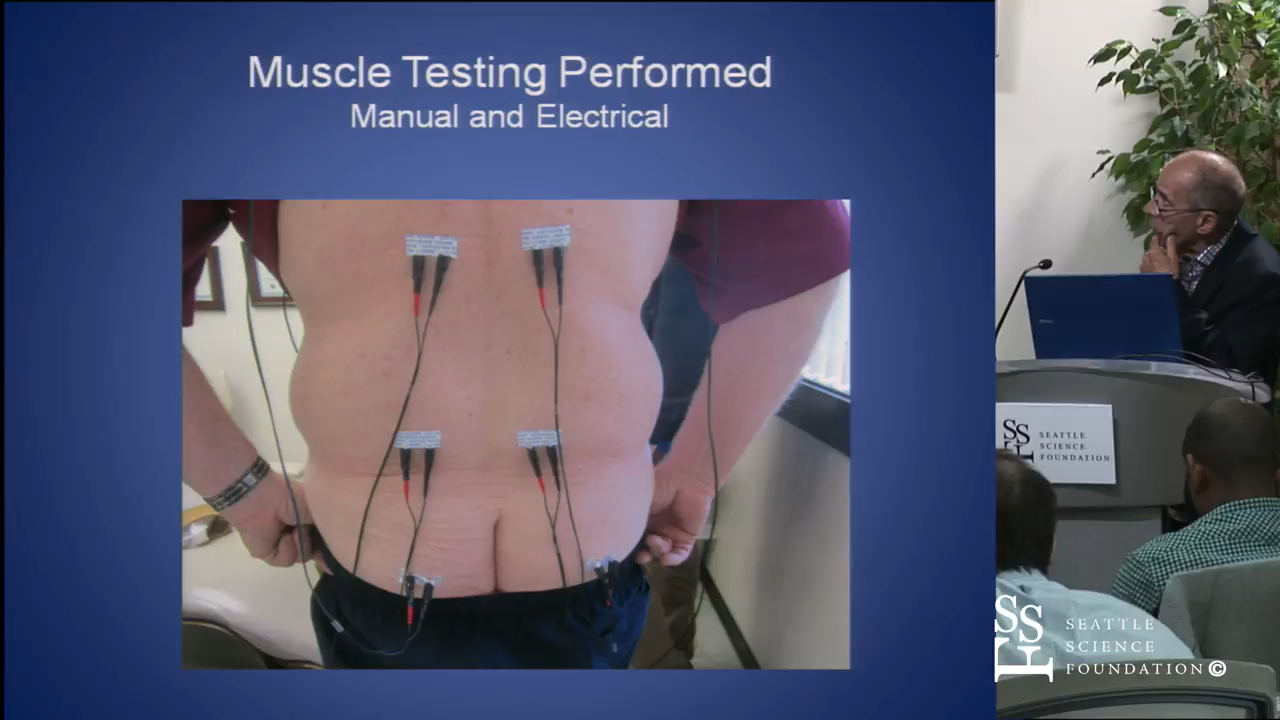 Muscle Testing Performed
Manual and Electrical
SSF SEATTLE
SCIENCE
FOUNDATION
SSF SEATTLE
SCIENCE
FOUNDATION ©